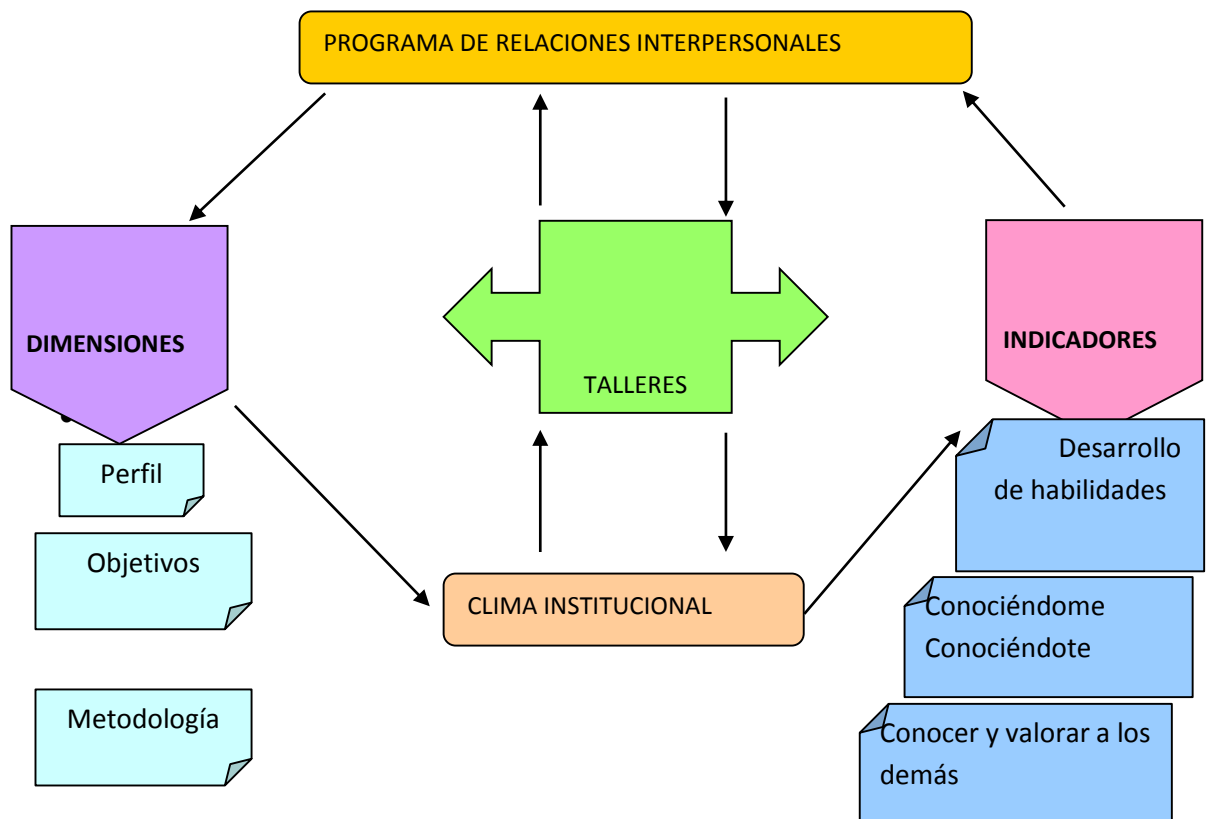 PROGRAMA DE RELACIONES INTERPERSONALES
DIMENSIONES
TALLERES
INDICADORES
Perfil
Objetivos
Metodología
CLIMA INSTITUCIONAL
Desarrollo
de habilidades
Conociéndome
Conociéndote
Conocer y valorar a los
demás